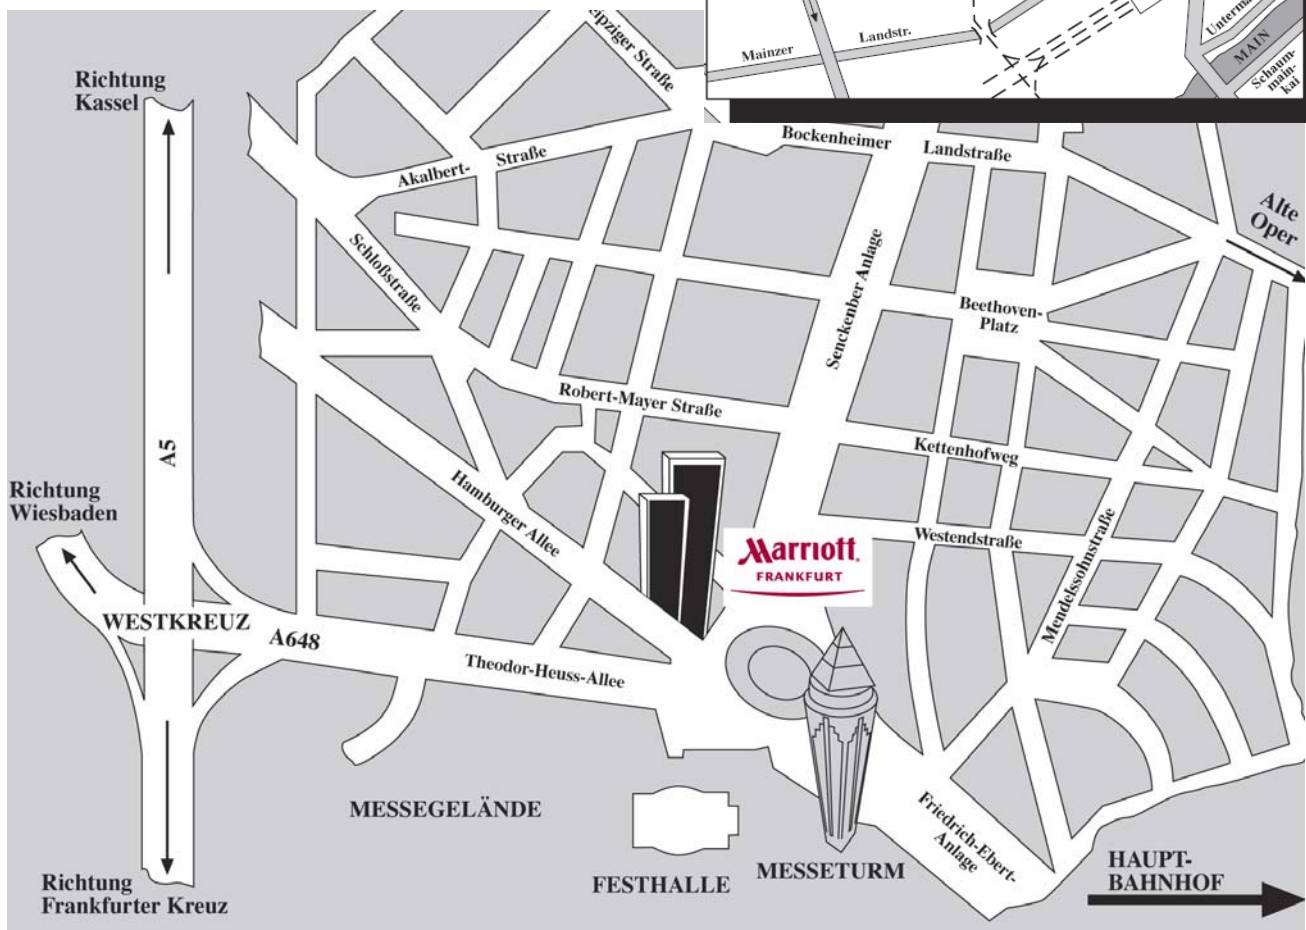 Mainzer Landstr.
Unterma
MAIN
Schaum-
main-
kai
Richtung
Kassel
ipziger Straße
Bockenheimer Landstraße
Akalbert- Straße
Alte
Oper
Schloßstraße
Senckenber Anlage
Beethoven-
Platz
Robert-Mayer Straße
Kettenhofweg
A5
Richtung
Wiesbaden
Hamburger Allee
Westendstraße
Marriott
FRANKFURT
Mendelssohnstraße
WESTKREUZ
A648
Theodor-Heuss-Allee
MESSEGELÄNDE
Friedrich-Ebert-
Anlage
FESTHALLE
MESSETURM
HAUPT-
BAHNHOF
Richtung
Frankfurter Kreuz